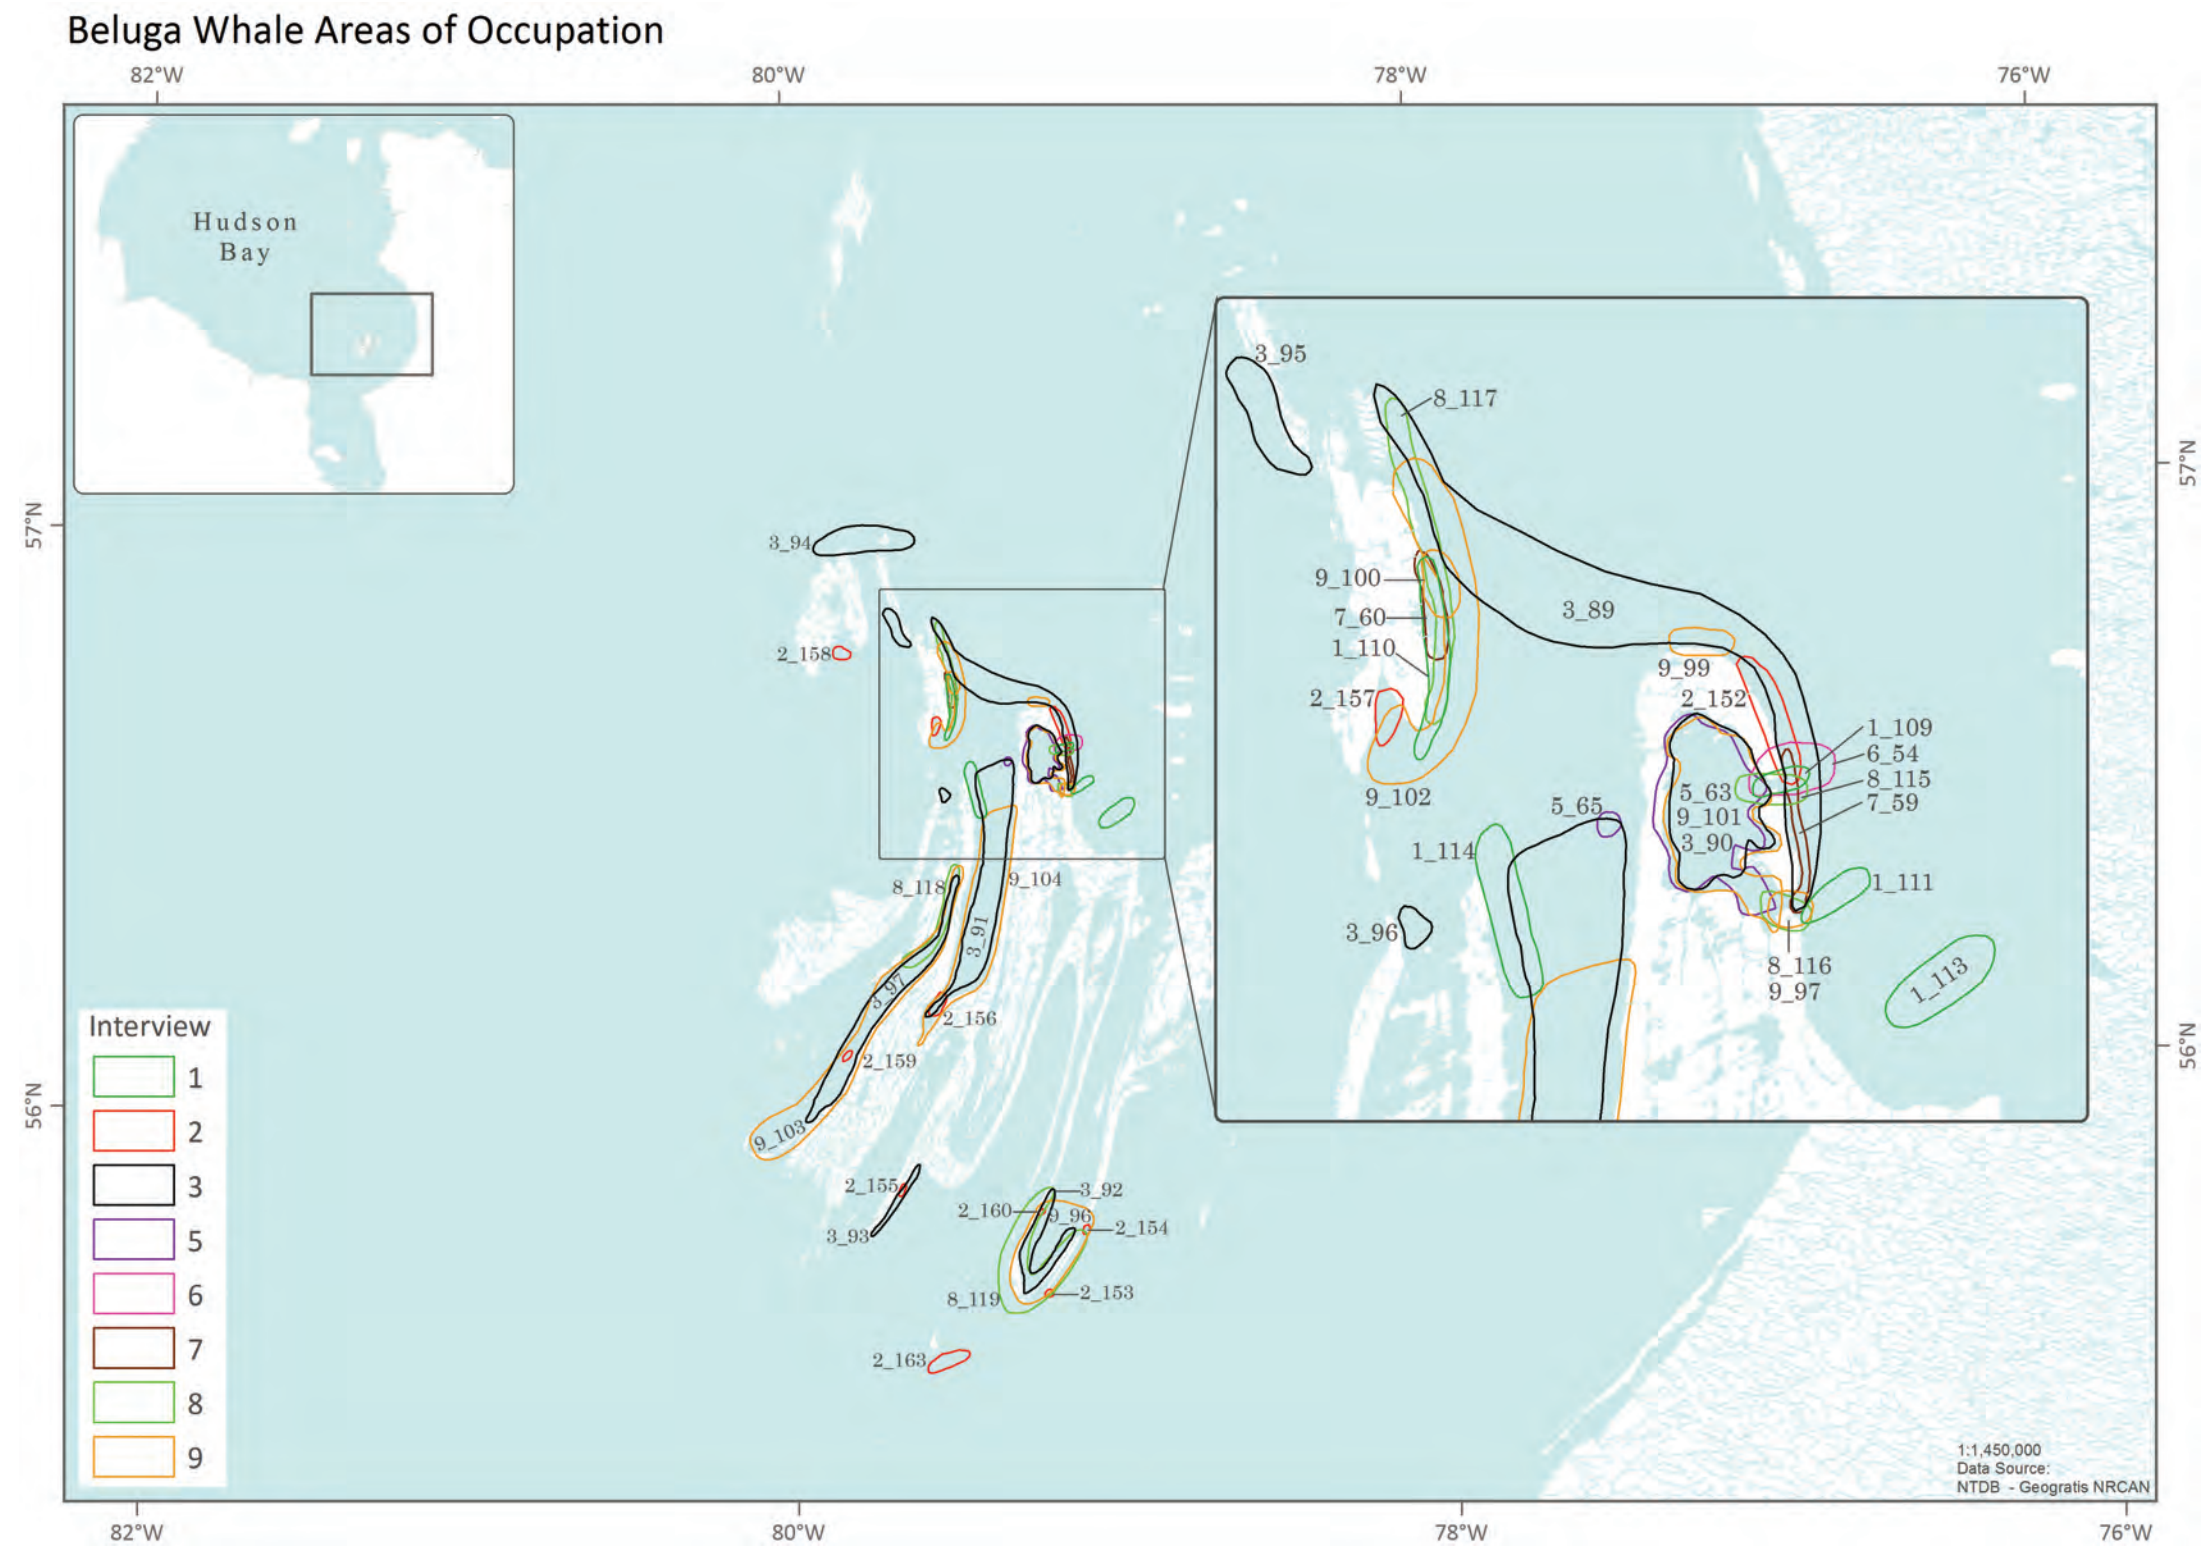 Beluga Whale Areas of Occupation
82°W
80°W
78°W
76°W
Hudson
Bay
57°N
57°N
56°N
56°N
3_95
8_117
9_100
7_60
1_110
2_157
9_102
3_89
9_99
2_152
1_109
6_54
8_115
7_59
5_63
9_101
3_90
5_65
1_114
3_96
1_111
8_116
9_97
1_113
3_94
2_158
8_118
9_104
3_91
3_97
2_156
2_159
9_103
2_155
3_93
3_92
2_160
9_96
2_154
8_119
2_153
2_163
Interview
1
2
3
5
6
7
8
9
1:1,450,000
Data Source:
NTDB - Geogratis NRCAN
82°W
80°W
78°W
76°W